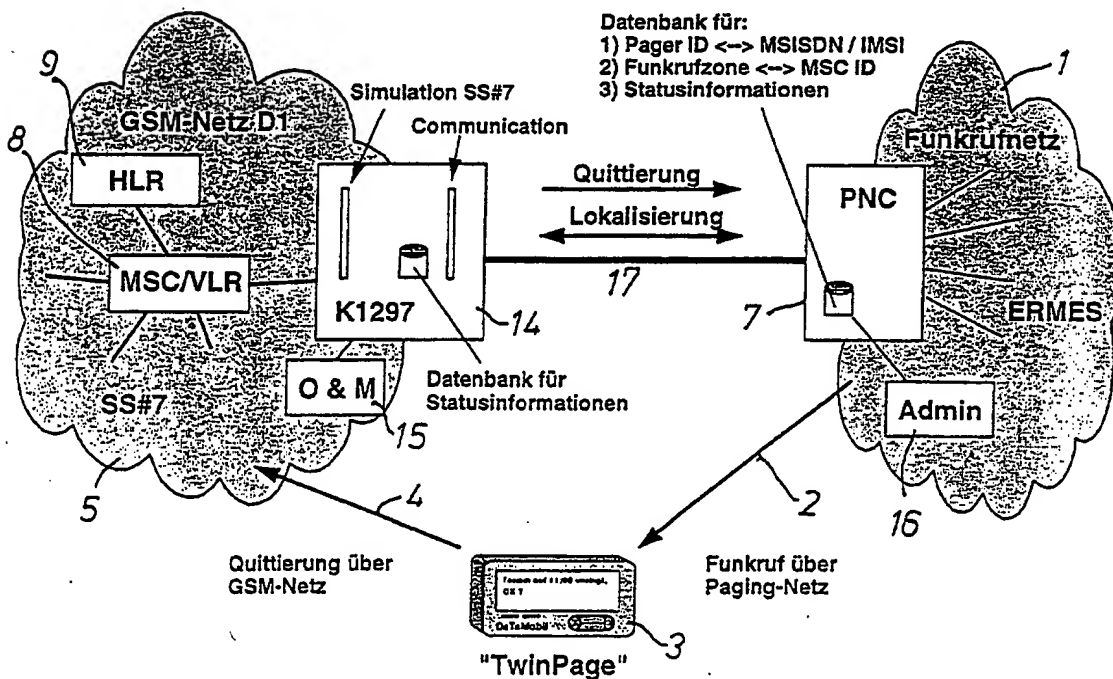 Datenbank für:
1) Pager ID <--> MSISDN / IMSI
2) Funkrufzone <--> MSC ID
3) Statusinformationen
1
9
Simulation SS#7
GSM-Netz D1
Communication
Funkrufnetz
8
HLR
Quittierung
PNC
Lokalisierung
MSC/VLR
17
K1297
14
7
ERMES
O & M
Datenbank für
Statusinformationen
Admin
SS#7
15
5
4
2
16
Quittierung über
GSM-Netz
Funkruf über
Paging-Netz
OK ?
DeTeMobil
3
"TwinPage"